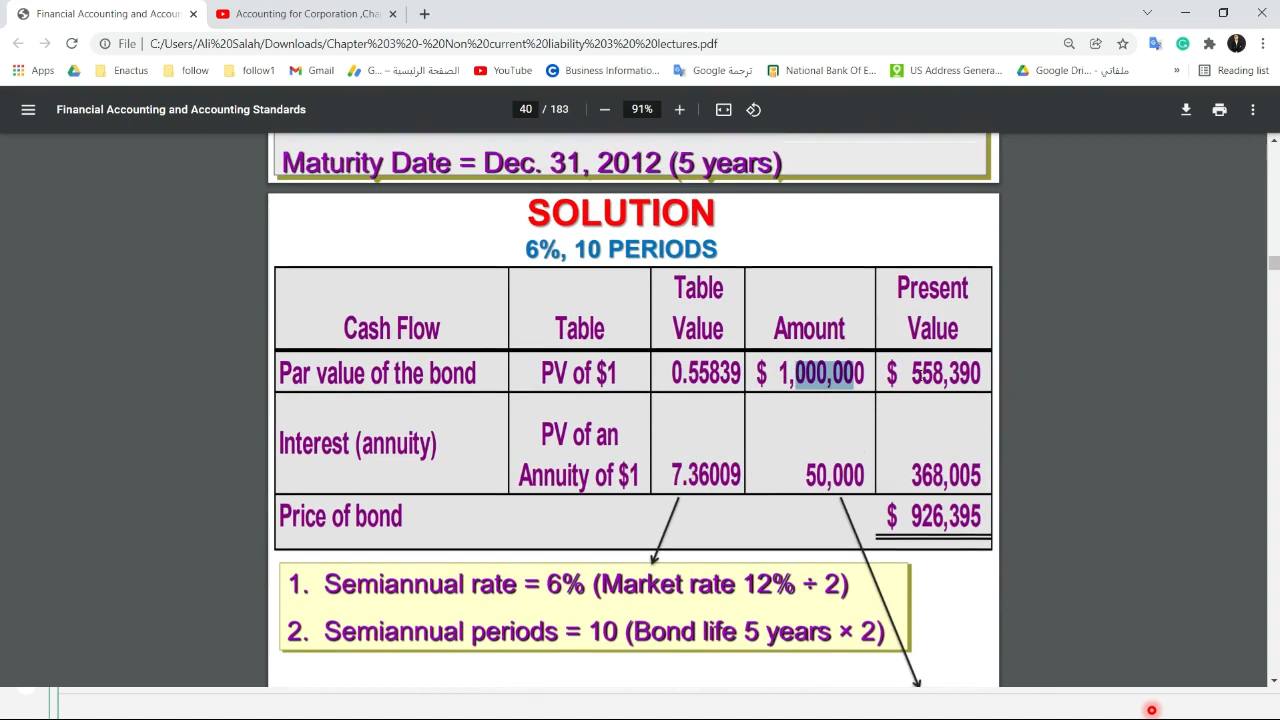 Financial Accounting and Accoun
Accounting for Corporation ,Cha
File
C:/Users/Ali Salah/Downloads/Chapter%203%20-%20Non%20current%20liability%203%20%20lectures.pdf
Apps
Enactus
follow
follow1
Gmail
الصفحة الرئيسية – ...G
YouTube
Business Informatio...
ترجمة Google
National Bank Of E...
US Address Genera...
ملفاتي - Google Dri...
»
Reading list
Financial Accounting and Accounting Standards
40 / 183
91%
Maturity Date = Dec. 31, 2012 (5 years)
SOLUTION
6%, 10 PERIODS
Cash Flow
Table
Table Value
Amount
Present Value
Par value of the bond
PV of $1
0.55839
$ 1,000,000
$ 558,390
Interest (annuity)
PV of an
Annuity of $1
7.36009
50,000
368,005
Price of bond
$ 926,395
1. Semiannual rate = 6% (Market rate 12% ÷ 2)
2. Semiannual periods = 10 (Bond life 5 years × 2)